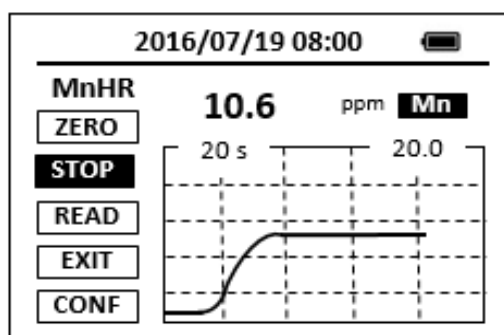 2016/07/19 08:00
MnHR
10.6 ppm Mn
ZERO
20 s 20.0
STOP
READ
EXIT
CONF